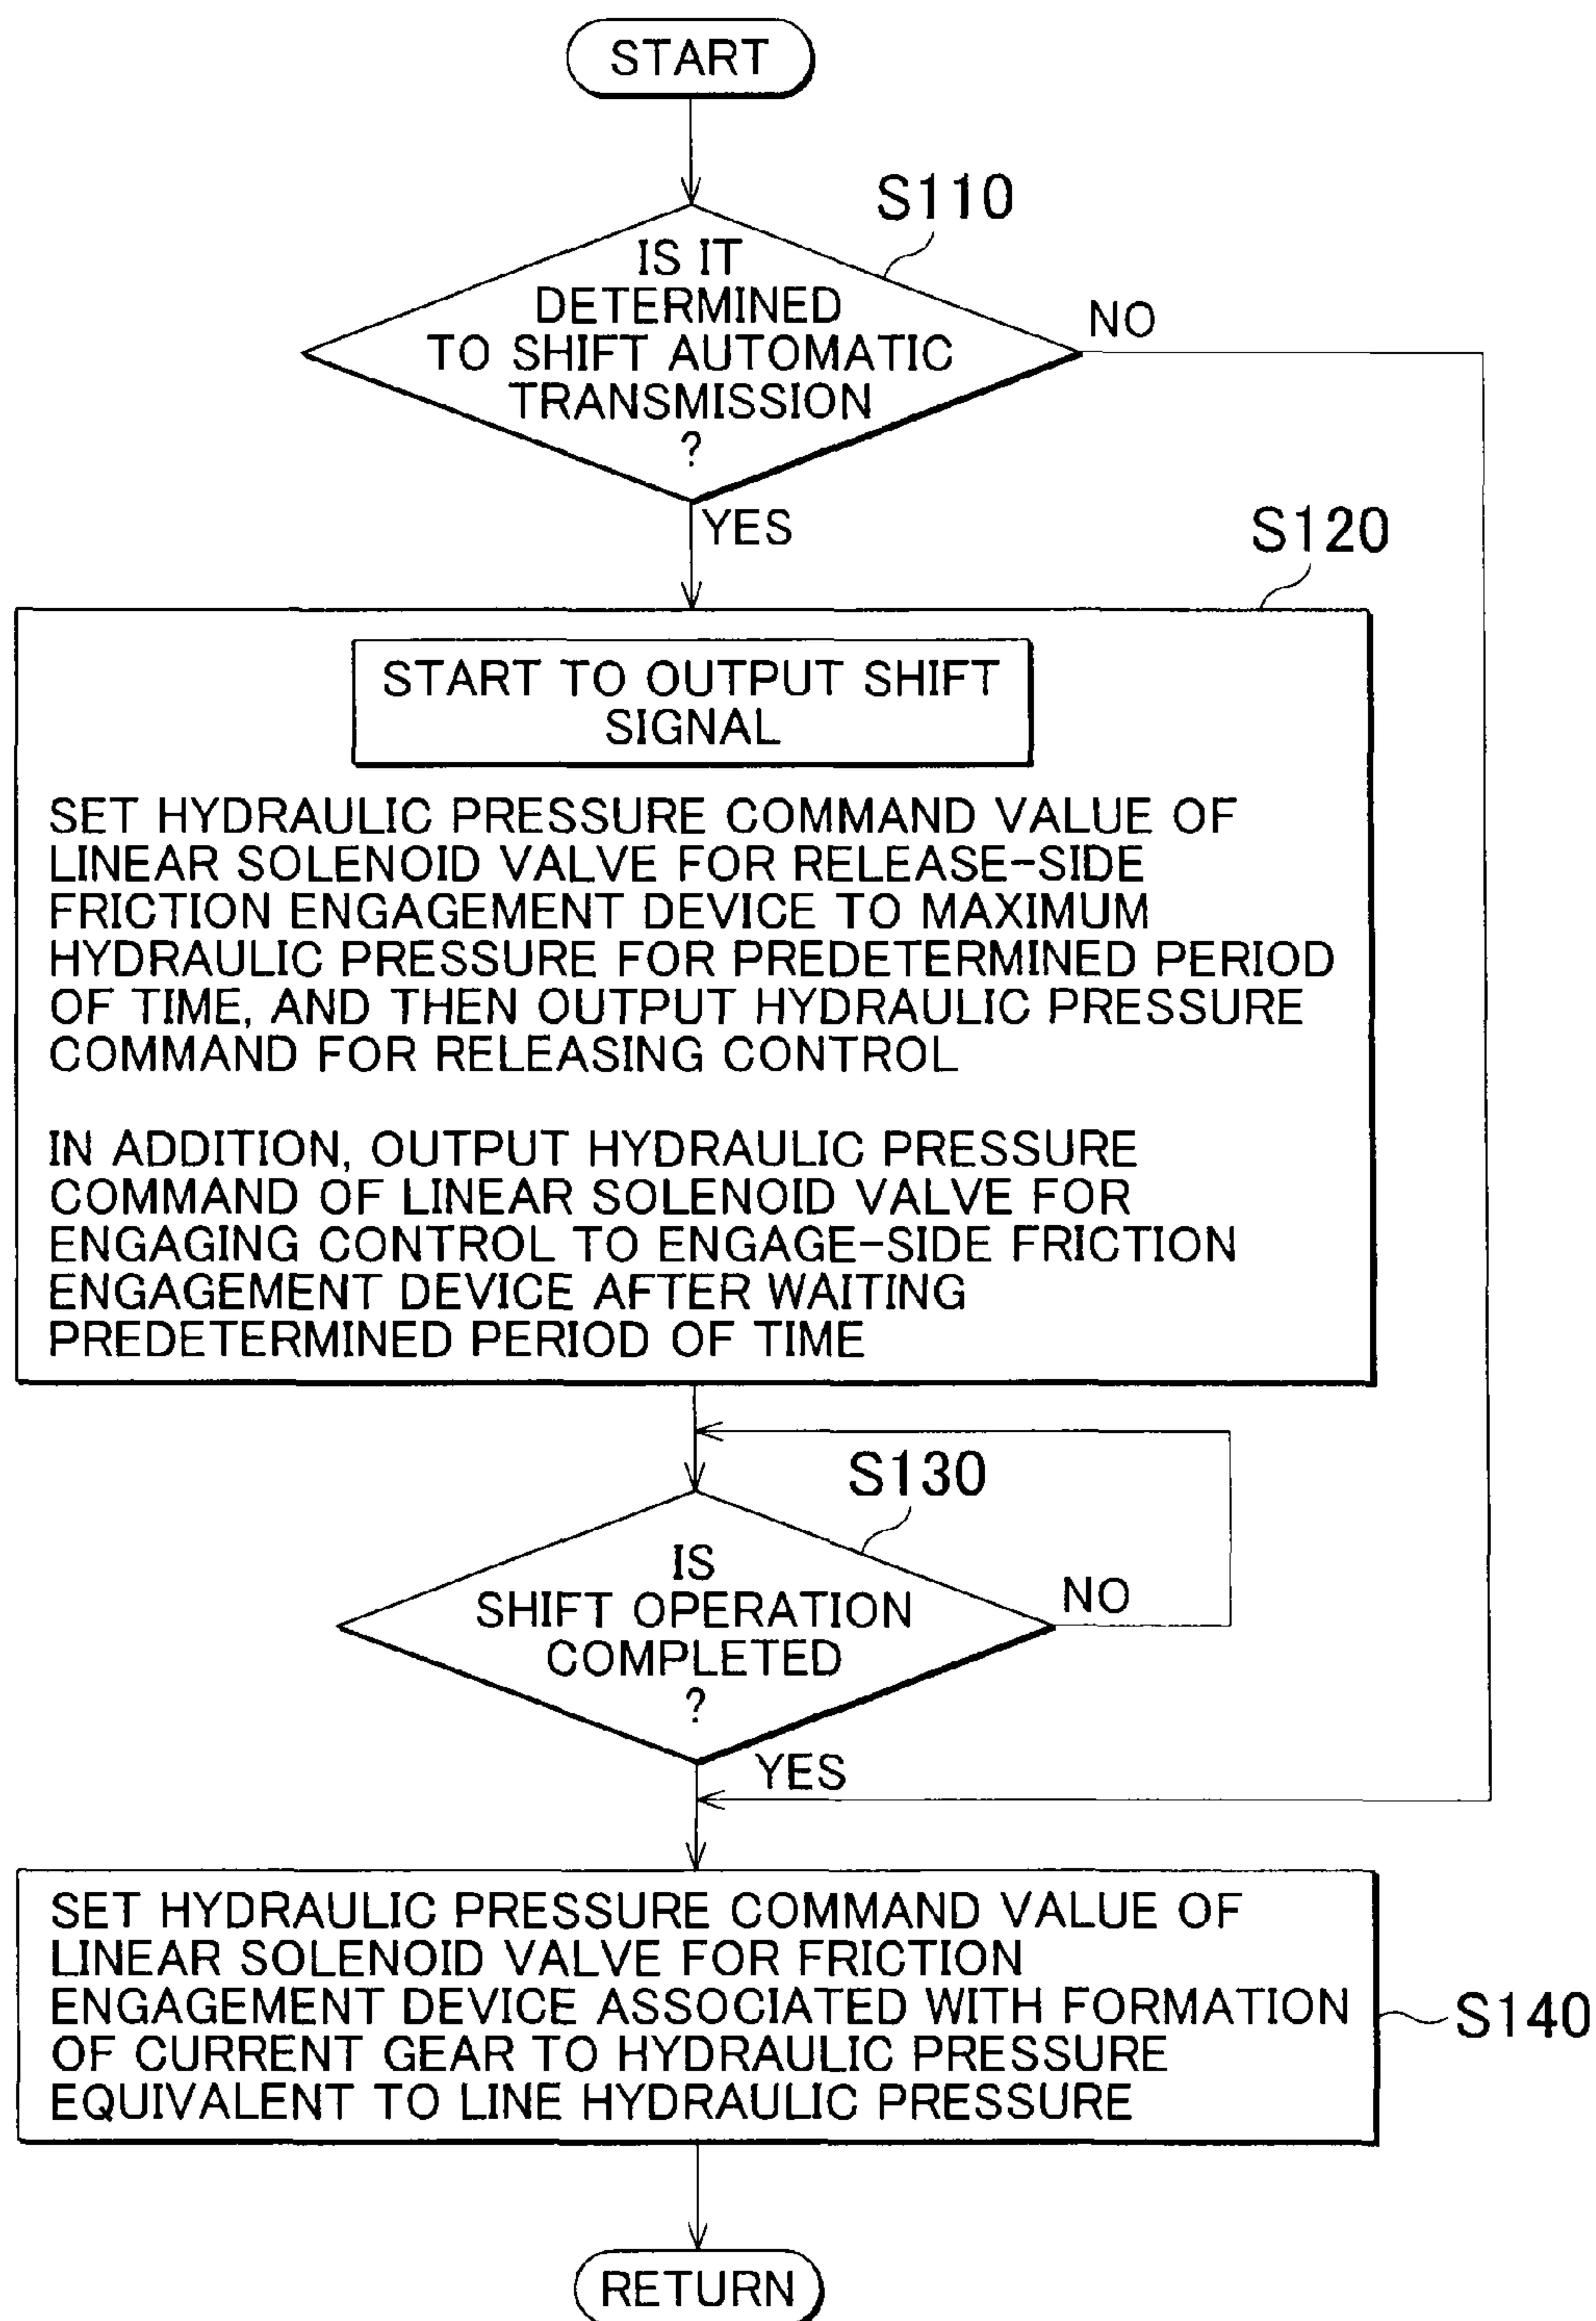 START
S110
IS IT
DETERMINED
TO SHIFT AUTOMATIC
TRANSMISSION
?
NO
YES
S120
START TO OUTPUT SHIFT
SIGNAL
SET HYDRAULIC PRESSURE COMMAND VALUE OF
LINEAR SOLENOID VALVE FOR RELEASE-SIDE
FRICTION ENGAGEMENT DEVICE TO MAXIMUM
HYDRAULIC PRESSURE FOR PREDETERMINED PERIOD
OF TIME, AND THEN OUTPUT HYDRAULIC PRESSURE
COMMAND FOR RELEASING CONTROL
IN ADDITION, OUTPUT HYDRAULIC PRESSURE
COMMAND OF LINEAR SOLENOID VALVE FOR
ENGAGING CONTROL TO ENGAGE-SIDE FRICTION
ENGAGEMENT DEVICE AFTER WAITING
PREDETERMINED PERIOD OF TIME
S130
IS
SHIFT OPERATION
COMPLETED
?
NO
YES
SET HYDRAULIC PRESSURE COMMAND VALUE OF
LINEAR SOLENOID VALVE FOR FRICTION
ENGAGEMENT DEVICE ASSOCIATED WITH FORMATION
OF CURRENT GEAR TO HYDRAULIC PRESSURE
EQUIVALENT TO LINE HYDRAULIC PRESSURE
S140
RETURN